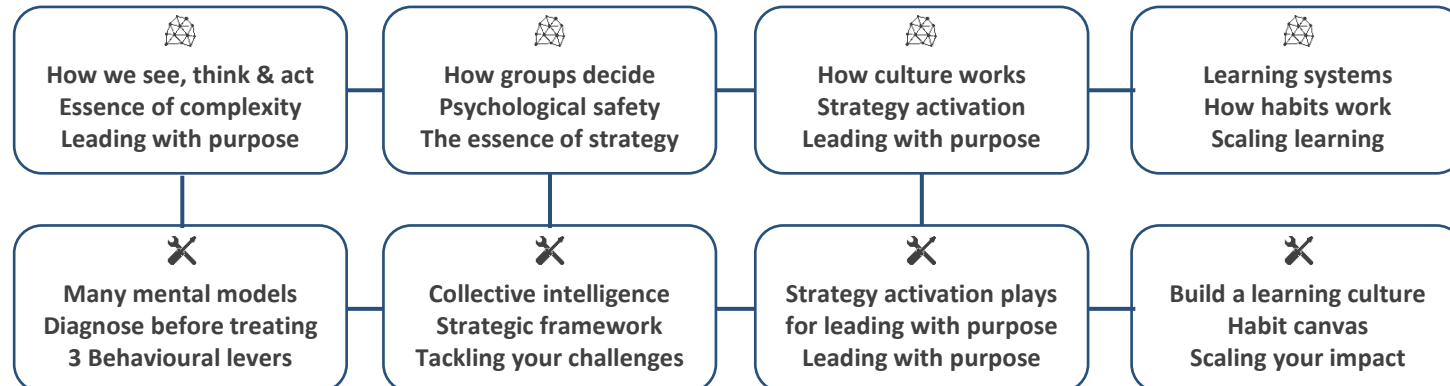 How we see, think & act
Essence of complexity
Leading with purpose
How groups decide
Psychological safety
The essence of strategy
How culture works
Strategy activation
Leading with purpose
Learning systems
How habits work
Scaling learning
Many mental models
Diagnose before treating
3 Behavioural levers
Collective intelligence
Strategic framework
Tackling your challenges
Strategy activation plays
for leading with purpose
Leading with purpose
Build a learning culture
Habit canvas
Scaling your impact